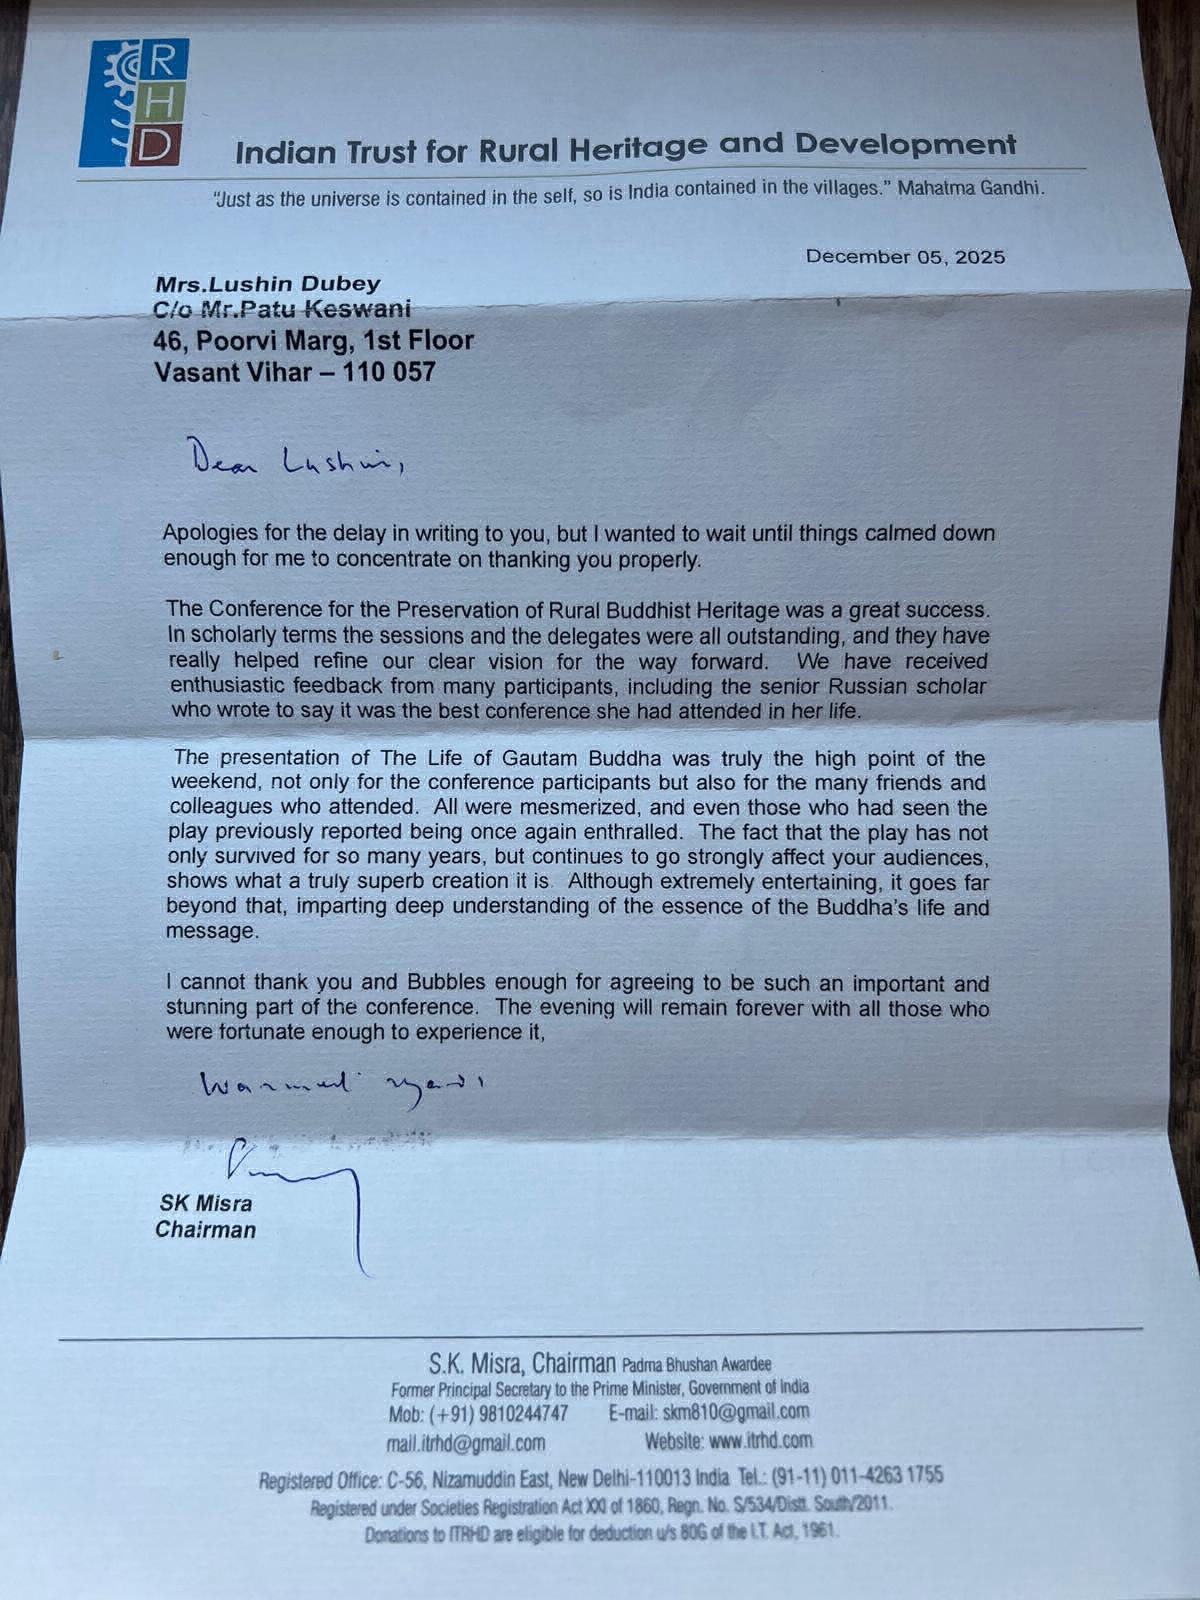 R
H
D
Indian Trust for Rural Heritage and Development
"Just as the universe is contained in the self, so is India contained in the villages." Mahatma Gandhi.
December 05, 2025
Mrs.Lushin Dubey
C/o Mr.Patu Keswani
46, Poorvi Marg, 1st Floor
Vasant Vihar – 110 057
Dear Lushin,
Apologies for the delay in writing to you, but I wanted to wait until things calmed down
enough for me to concentrate on thanking you properly.
The Conference for the Preservation of Rural Buddhist Heritage was a great success.
In scholarly terms the sessions and the delegates were all outstanding, and they have
really helped refine our clear vision for the way forward. We have received
enthusiastic feedback from many participants, including the senior Russian scholar
who wrote to say it was the best conference she had attended in her life.
The presentation of The Life of Gautam Buddha was truly the high point of the
weekend, not only for the conference participants but also for the many friends and
colleagues who attended. All were mesmerized, and even those who had seen the
play previously reported being once again enthralled. The fact that the play has not
only survived for so many years, but continues to go strongly affect your audiences,
shows what a truly superb creation it is. Although extremely entertaining, it goes far
beyond that, imparting deep understanding of the essence of the Buddha's life and
message.
I cannot thank you and Bubbles enough for agreeing to be such an important and
stunning part of the conference. The evening will remain forever with all those who
were fortunate enough to experience it,
Warmest regards
SK Misra
Chairman
S.K. Misra, Chairman Padma Bhushan Awardee
Former Principal Secretary to the Prime Minister, Government of India
Mob: (+91) 9810244747 E-mail: skm810@gmail.com
mail.itrhd@gmail.com Website: www.itrhd.com
Registered Office: C-56, Nizamuddin East, New Delhi-110013 India Tel.: (91-11) 011-4263 1755
Registered under Societies Registration Act XXI of 1860, Regn. No. S/534/Distt. South/2011.
Donations to ITRHD are eligible for deduction u/s 80G of the I.T. Act, 1961.